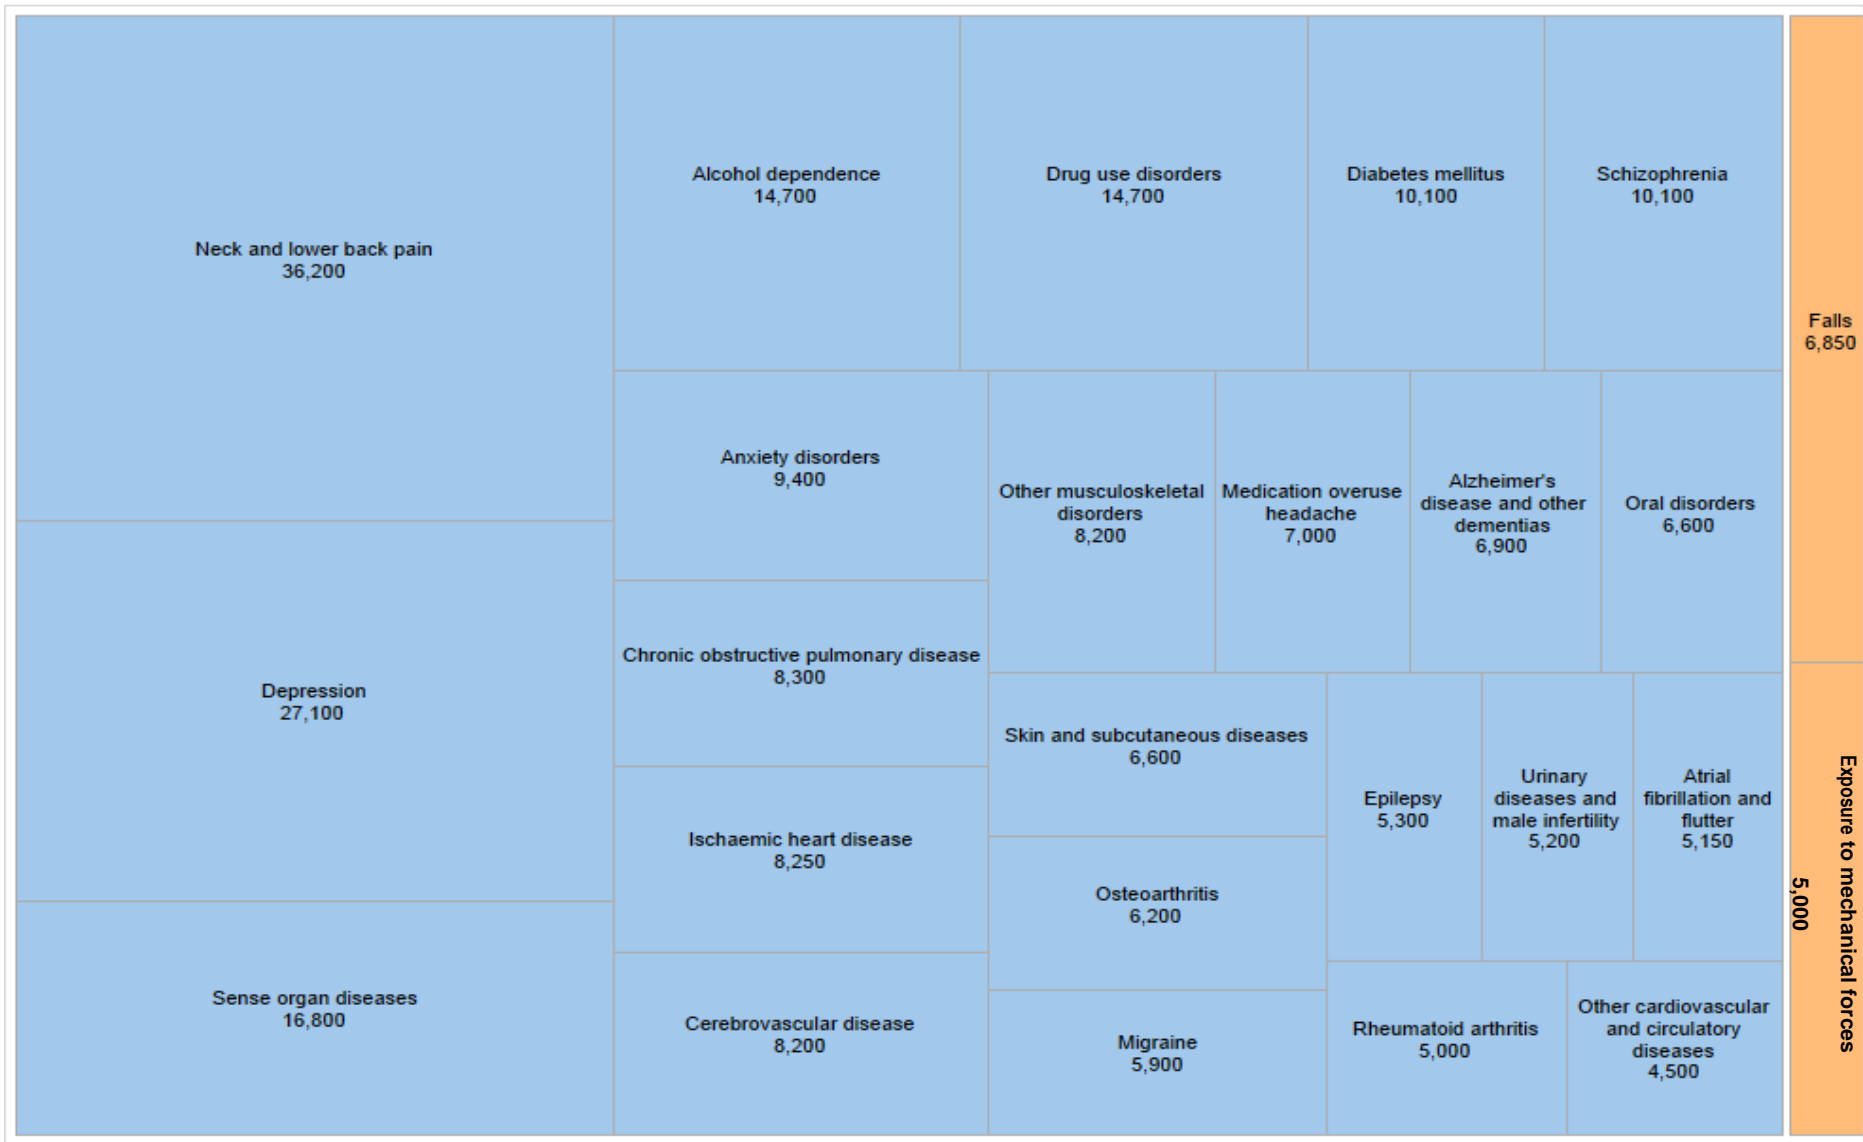 Neck and lower back pain
36,200
Depression
27,100
Sense organ diseases
16,800
Alcohol dependence
14,700
Drug use disorders
14,700
Diabetes mellitus
10,100
Schizophrenia
10,100
Anxiety disorders
9,400
Chronic obstructive pulmonary disease
8,300
Ischaemic heart disease
8,250
Cerebrovascular disease
8,200
Other musculoskeletal
disorders
8,200
Medication overuse
headache
7,000
Alzheimer's
disease and other
dementias
6,900
Oral disorders
6,600
Skin and subcutaneous diseases
6,600
Osteoarthritis
6,200
Migraine
5,900
Epilepsy
5,300
Urinary
diseases and
male infertility
5,200
Atrial
fibrillation and
flutter
5,150
Rheumatoid arthritis
5,000
Other cardiovascular
and circulatory
diseases
4,500
Falls
6,850
Exposure to mechanical forces
5,000